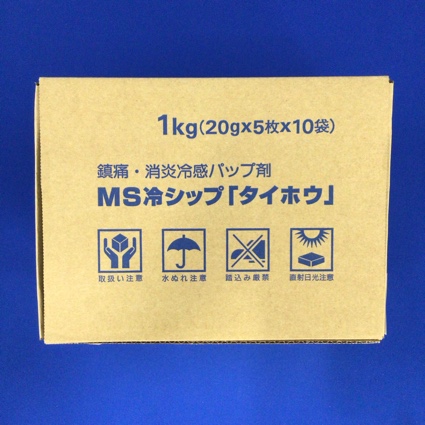 1kg(20g×5枚×10袋)
鎮痛・消炎冷感パップ剤
MS冷シップ「タイホウ」
取扱い注意 水ぬれ注意 踏込み厳禁 直射日光注意